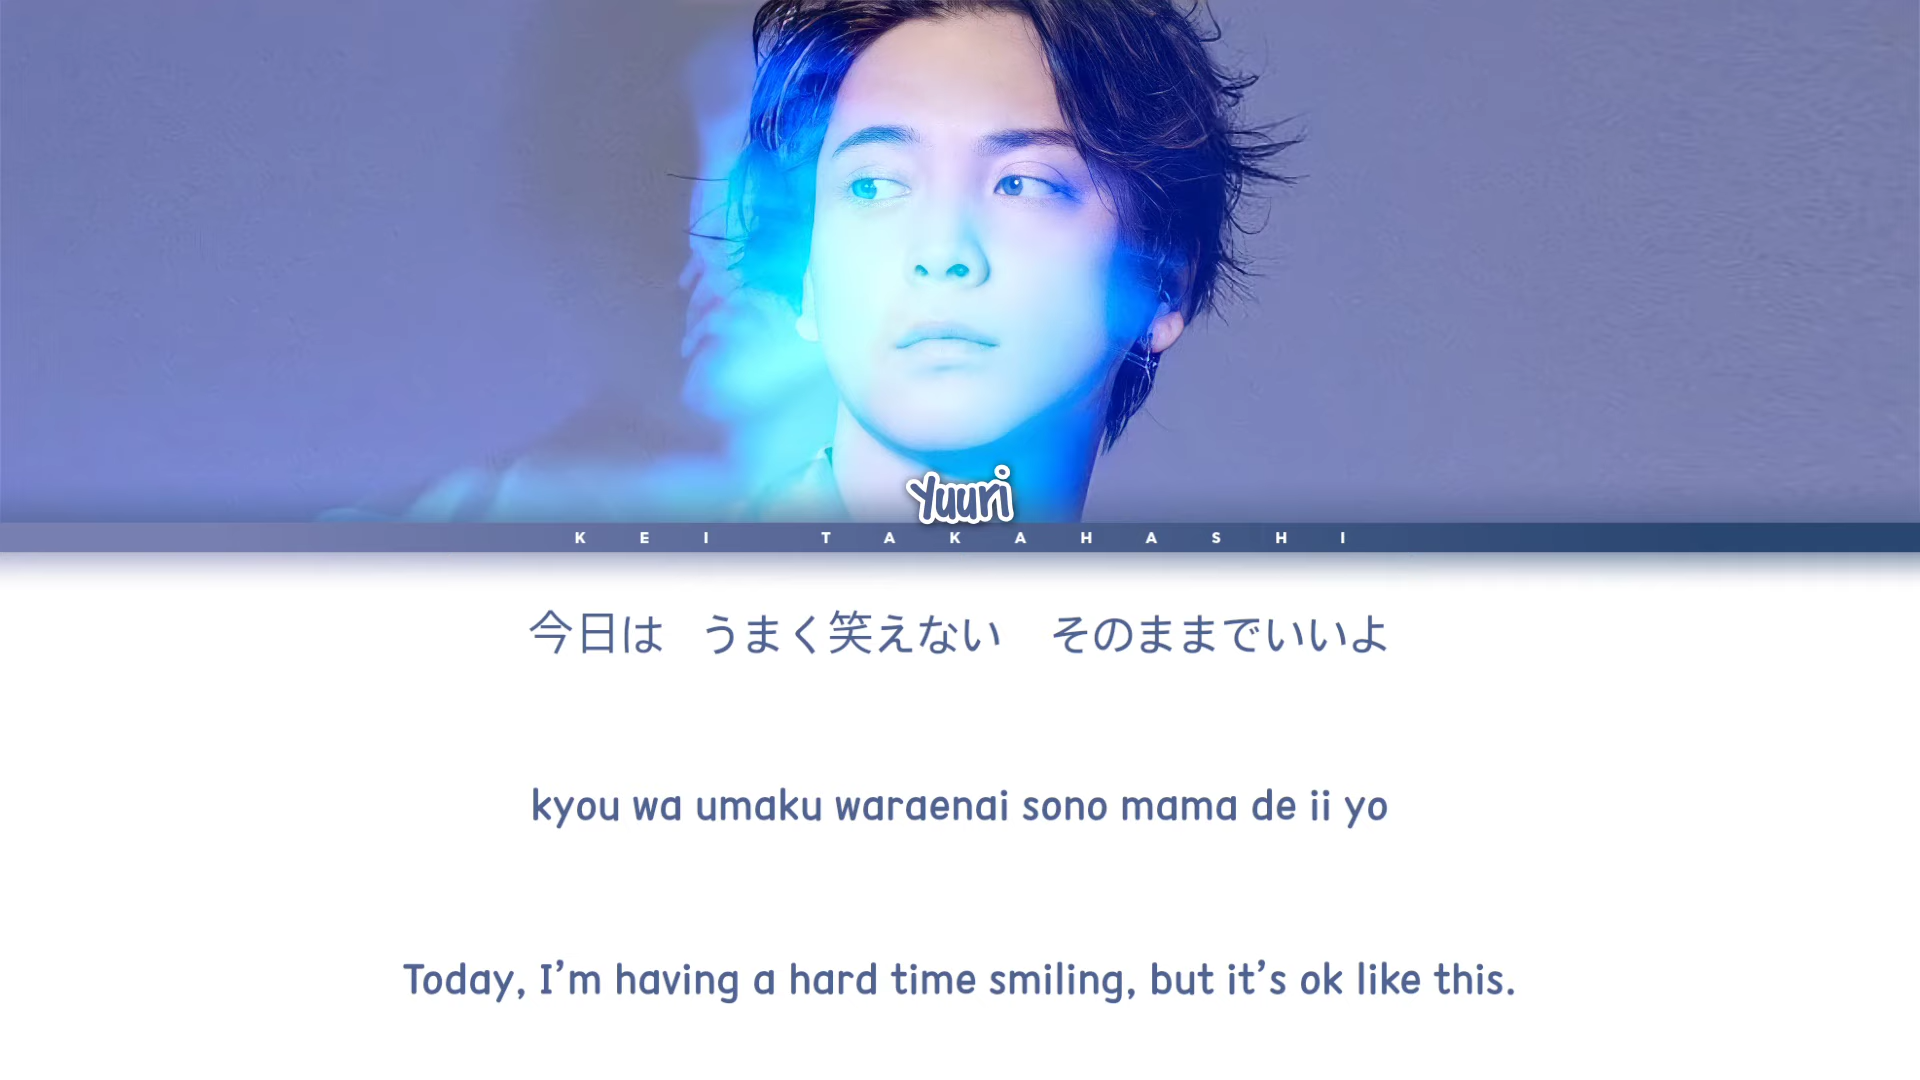 Yuuri
KEI TAKAHASHI
今日は うまく笑えない そのままでいいよ
kyou wa umaku waraenai sono mama de ii yo
Today, I’m having a hard time smiling, but it’s ok like this.